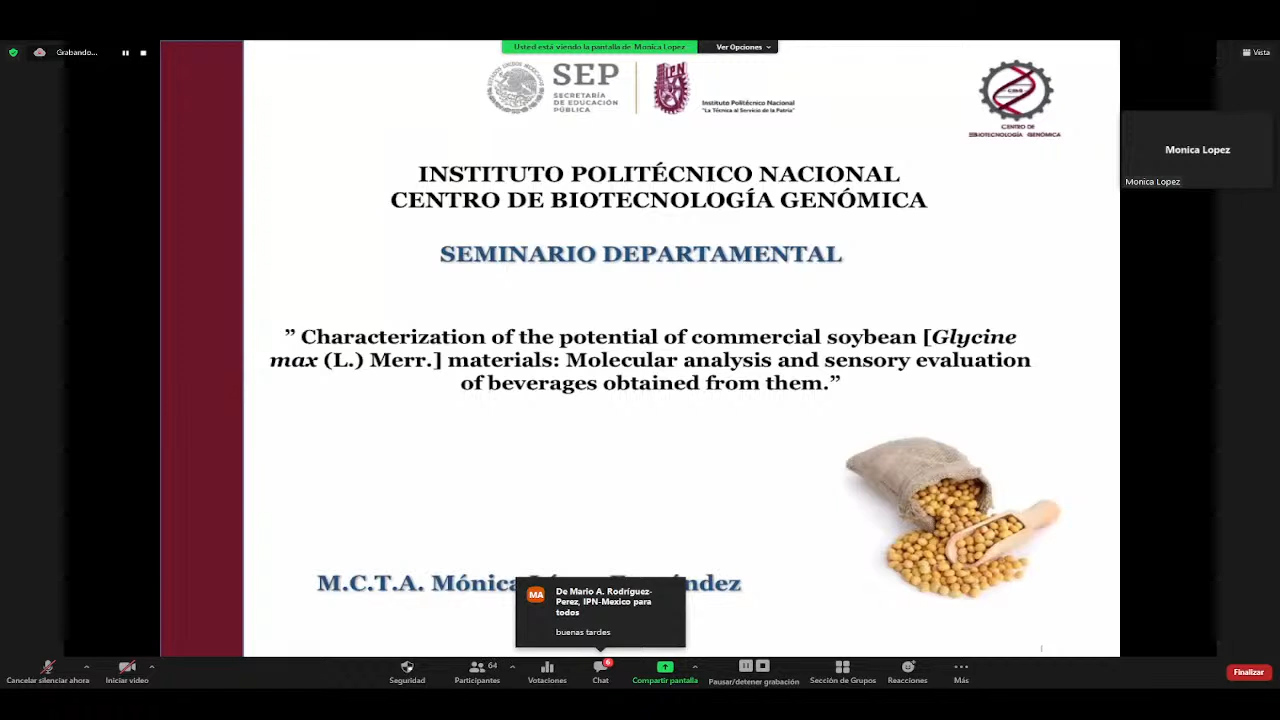 Grabando...
Usted está viendo la pantalla de Monica Lopez
Ver Opciones
Vista
SEP
SECRETARÍA
DE EDUCACIÓN
PÚBLICA
IPN
Instituto Politécnico Nacional
"La Técnica al Servicio de la Patria"
CENTRO DE
BIOTECNOLOGÍA GENÓMICA
Monica Lopez
Monica Lopez
INSTITUTO POLITÉCNICO NACIONAL
CENTRO DE BIOTECNOLOGÍA GENÓMICA
SEMINARIO DEPARTAMENTAL
” Characterization of the potential of commercial soybean [Glycine
max (L.) Merr.] materials: Molecular analysis and sensory evaluation
of beverages obtained from them.”
M.C.T.A. Mónica
MA
De Mario A. Rodríguez-
Perez, IPN-Mexico para
todos
buenas tardes
1
Cancelar silenciar ahora
Iniciar video
Seguridad
64
Participantes
Votaciones
6
Chat
Compartir pantalla
Pausar/detener grabación
Sección de Grupos
Reacciones
Más
Finalizar